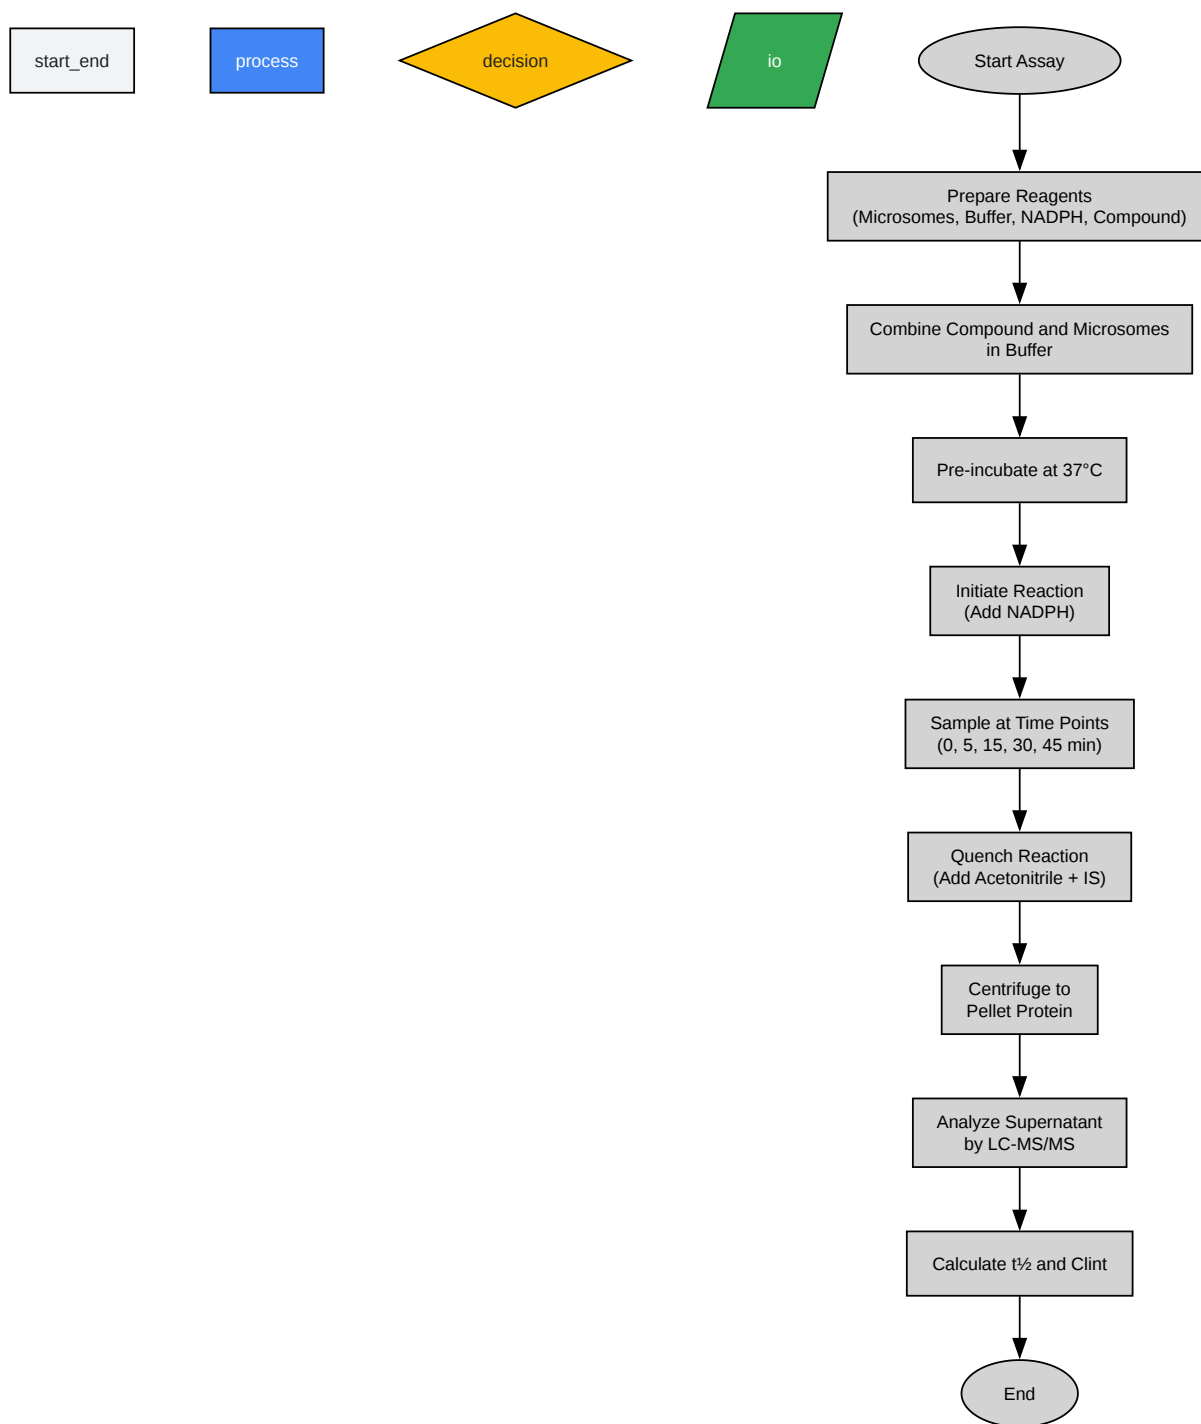 start_end
process
decision
io
Start Assay
Prepare Reagents
(Microsomes, Buffer, NADPH, Compound)
Combine Compound and Microsomes
in Buffer
Pre-incubate at 37°C
Initiate Reaction
(Add NADPH)
Sample at Time Points
(0, 5, 15, 30, 45 min)
Quench Reaction
(Add Acetonitrile + IS)
Centrifuge to
Pellet Protein
Analyze Supernatant
by LC-MS/MS
Calculate t½ and Clint
End